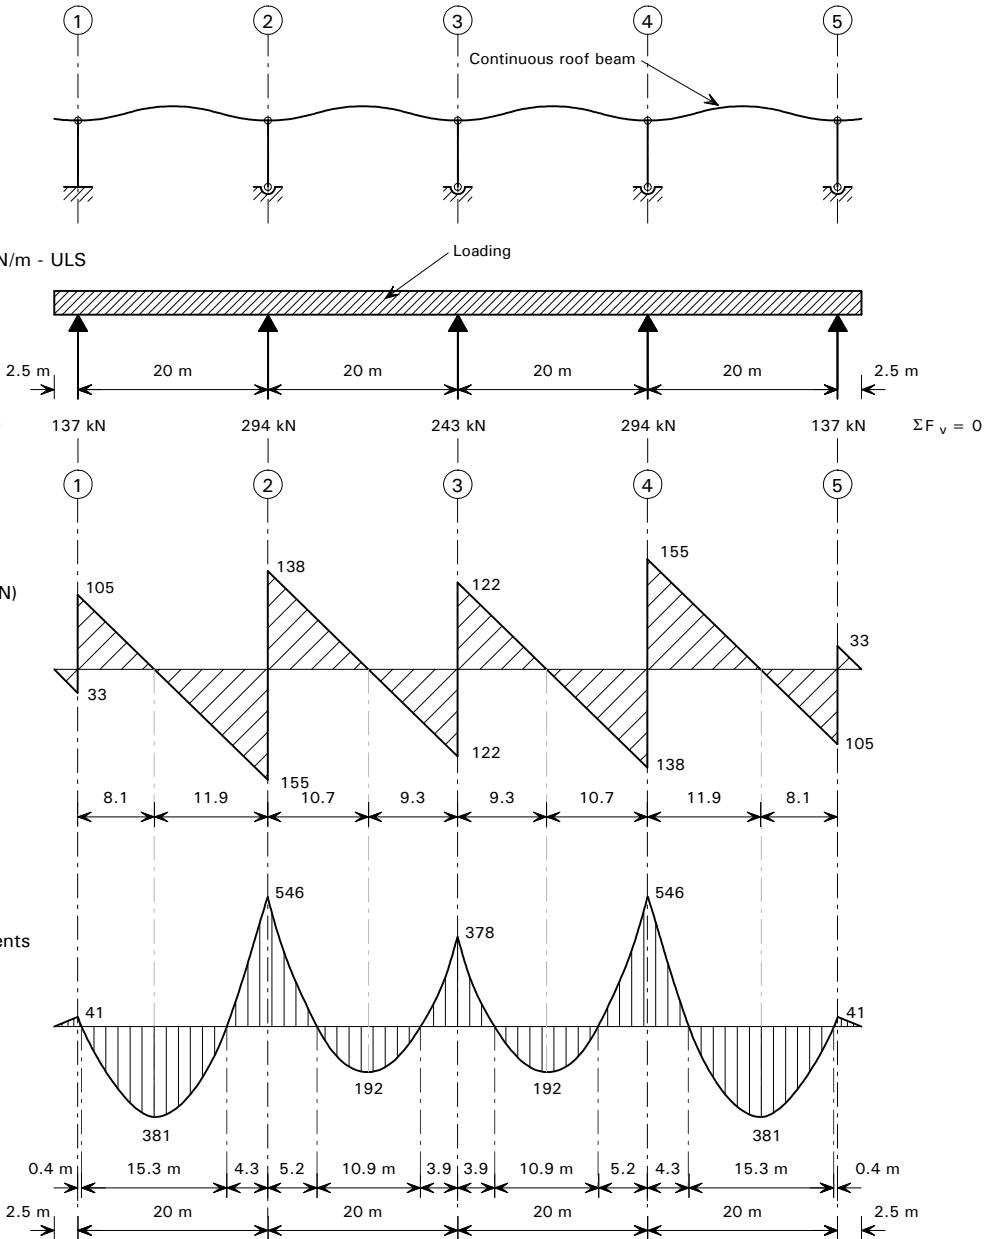 1 2 3 4 5
Continuous roof beam
N/m - ULS
Loading
2.5 m 20 m 20 m 20 m 20 m 2.5 m
137 kN 294 kN 243 kN 294 kN 137 kN ΣF v = 0
1 2 3 4 5
155
138
105 122
N)
33
33
122
138
105
155
8.1 11.9 10.7 9.3 9.3 10.7 11.9 8.1
546 546
378
ents
41 41
192 192
381 381
0.4 m 15.3 m 4.3 5.2 10.9 m 3.9 3.9 10.9 m 5.2 4.3 15.3 m 0.4 m
2.5 m 20 m 20 m 20 m 20 m 2.5 m